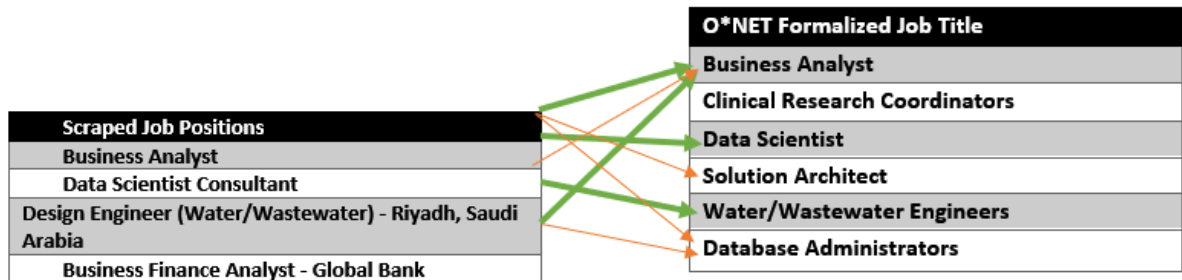 Scraped Job Positions
Business Analyst
Data Scientist Consultant
Design Engineer (Water/Wastewater) - Riyadh, Saudi
Arabia
Business Finance Analyst - Global Bank
O*NET Formalized Job Title
Business Analyst
Clinical Research Coordinators
Data Scientist
Solution Architect
Water/Wastewater Engineers
Database Administrators